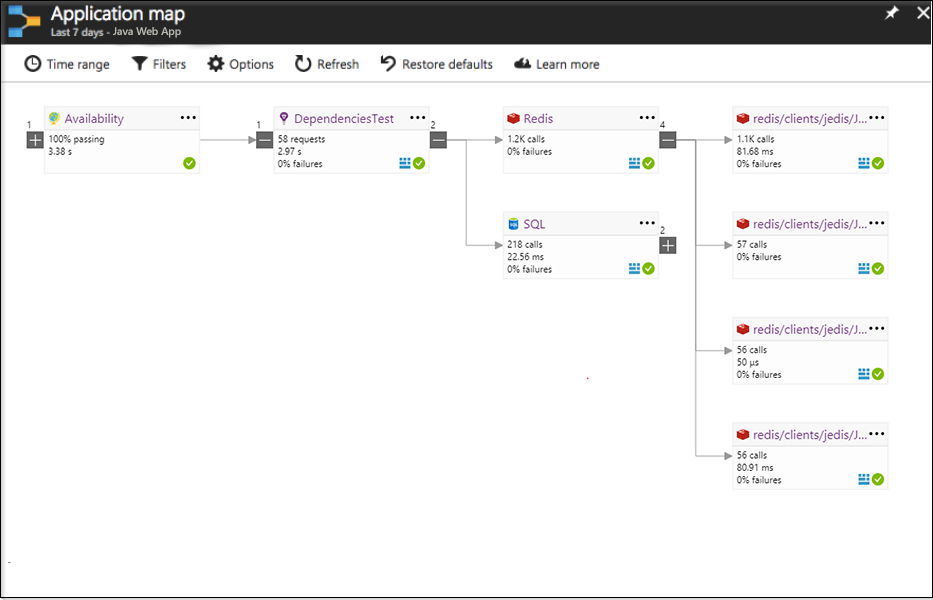 Application map
Last 7 days - Java Web App
Time range
Filters
Options
Refresh
Restore defaults
Learn more
1
Availability
100% passing
3.38 s
1
DependenciesTest
58 requests
2.97 s
0% failures
2
Redis
1.2K calls
0% failures
4
SQL
218 calls
22.56 ms
0% failures
2
redis/clients/jedis/J...
1.1K calls
81.68 ms
0% failures
redis/clients/jedis/J...
57 calls
0% failures
redis/clients/jedis/J...
56 calls
50 µs
0% failures
redis/clients/jedis/J...
56 calls
80.91 ms
0% failures